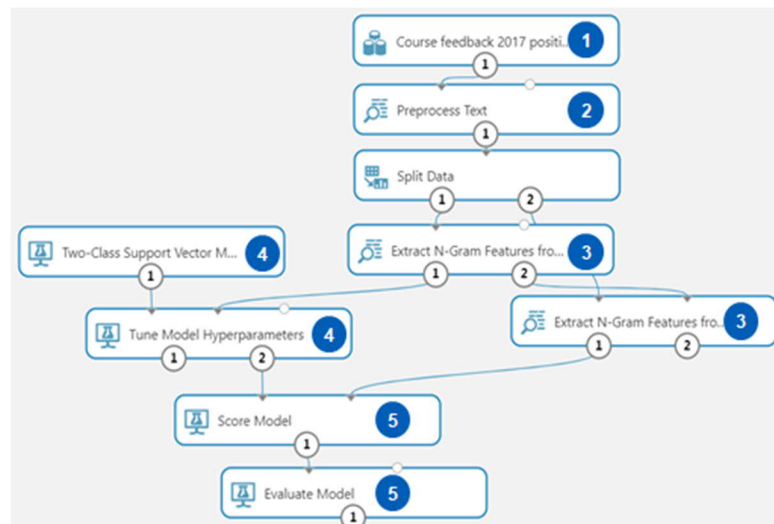 Course feedback 2017 positi... 1
1
Preprocess Text 2
1
Split Data
1 2
Two-Class Support Vector M... 4
1
Extract N-Gram Features fro... 3
1 2
Tune Model Hyperparameters 4
1 2
Extract N-Gram Features fro... 3
1 2
Score Model 5
1
Evaluate Model 5
1